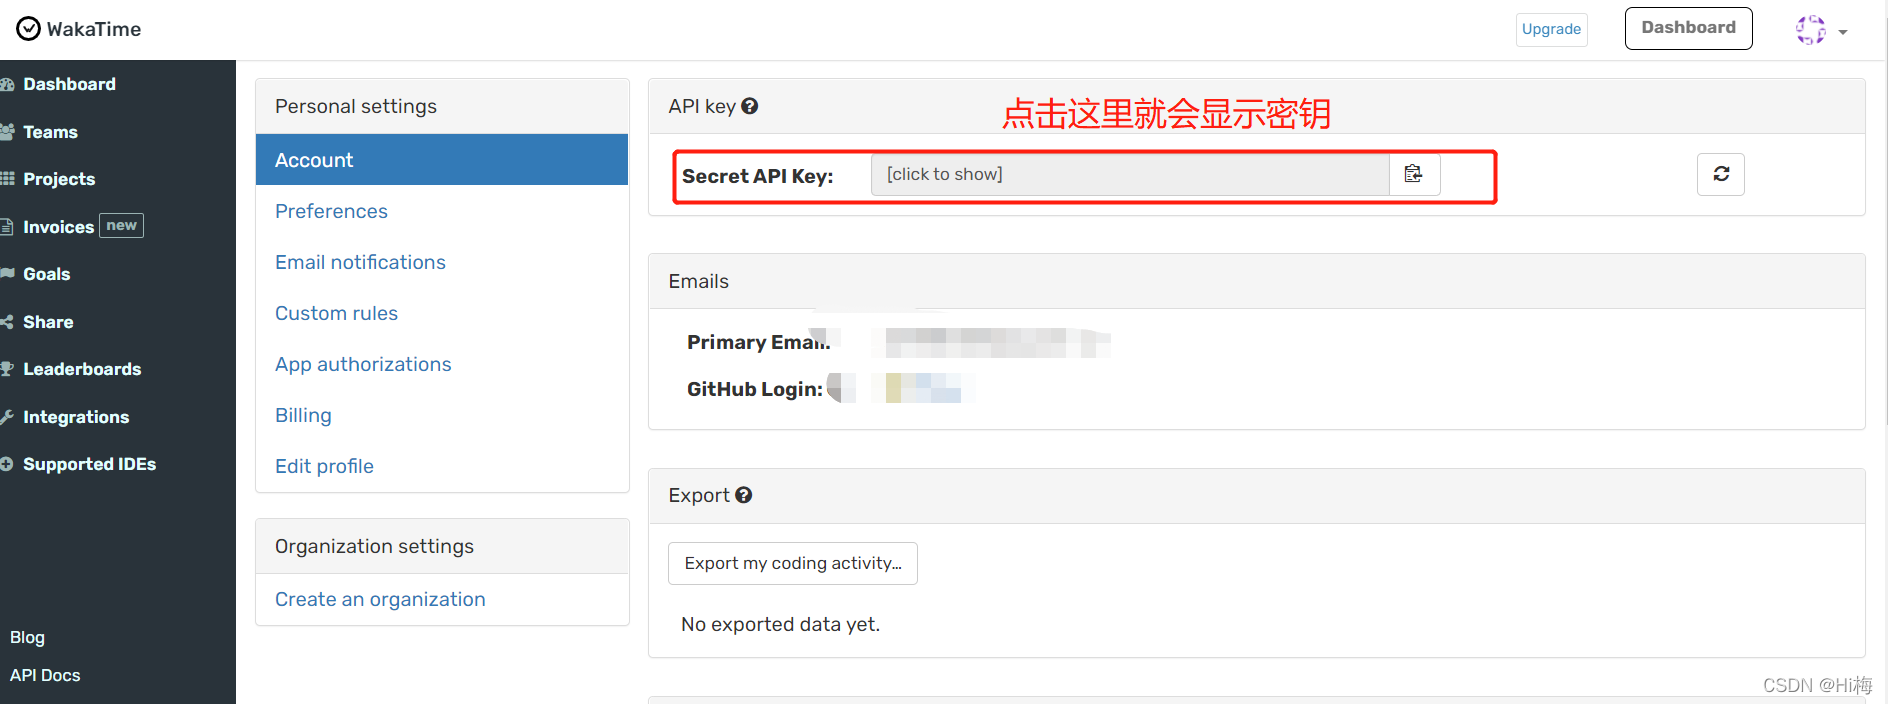 WakaTime
Upgrade
Dashboard
Dashboard
Teams
Projects
Invoices new
Goals
Share
Leaderboards
Integrations
Supported IDEs
Blog
API Docs
Personal settings
Account
Preferences
Email notifications
Custom rules
App authorizations
Billing
Edit profile
Organization settings
Create an organization
API key
点击这里就会显示密钥
Secret API Key: [click to show]
Emails
Primary Email:
GitHub Login:
Export
Export my coding activity...
No exported data yet.
CSDN @Hi梅